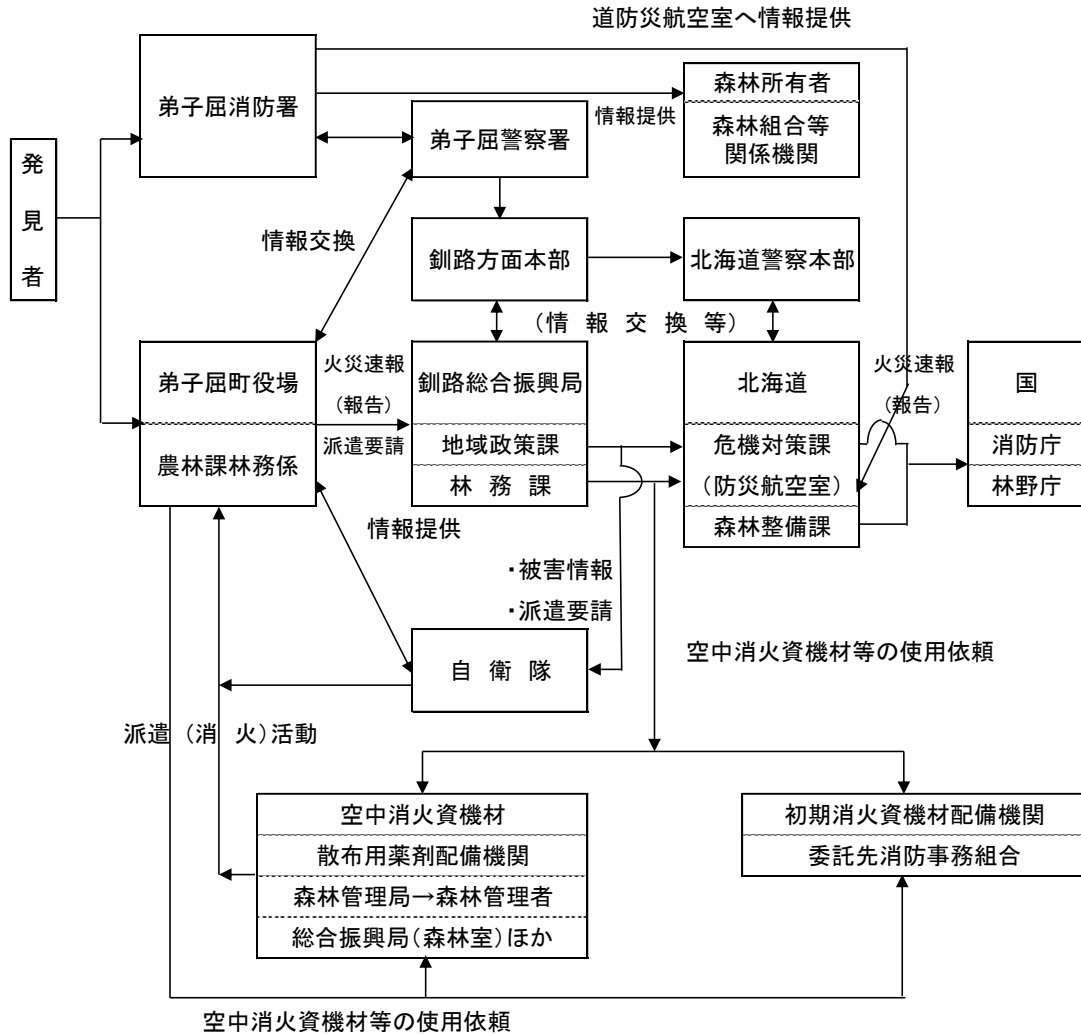 道防災航空室へ情報提供
弟子屈消防署
森林所有者
情報提供
森林組合等
関係機関
弟子屈警察署
発見者
情報交換
釧路方面本部
北海道警察本部
（情 報 交 換 等）
弟子屈町役場
火災速報
（報告）
派遣要請
農林課林務係
釧路総合振興局
地域政策課
林 務 課
北海道
危機対策課
（防災航空室）
森林整備課
火災速報
（報告）
国
消防庁
林野庁
情報提供
・被害情報
・派遣要請
自 衛 隊
空中消火資機材等の使用依頼
派遣（消 火）活動
空中消火資機材
散布用薬剤配備機関
森林管理局→森林管理者
総合振興局（森林室）ほか
初期消火資機材配備機関
委託先消防事務組合
空中消火資機材等の使用依頼